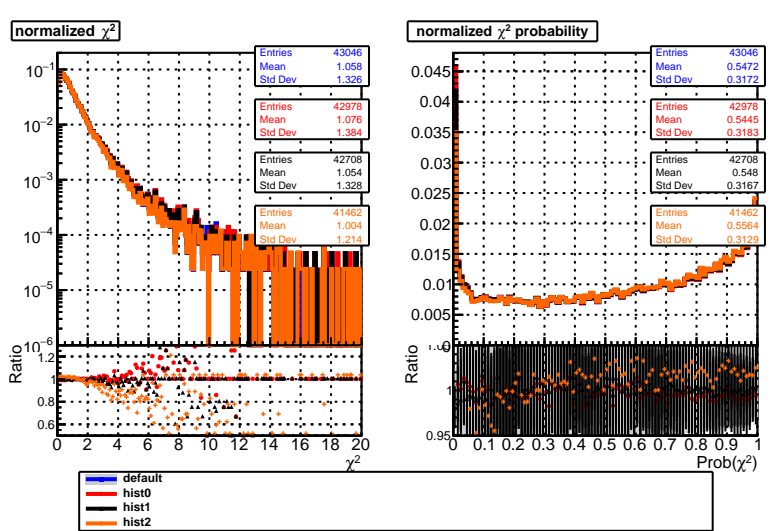 normalized χ²
Entries 43046
Mean 1.058
Std Dev 1.326
Entries 42978
Mean 1.076
Std Dev 1.384
Entries 42708
Mean 1.054
Std Dev 1.328
Entries 41462
Mean 1.004
Std Dev 1.214
10⁻¹
10⁻²
10⁻³
10⁻⁴
10⁻⁵
10⁻⁶
Ratio
1.2
1
0.8
0.6
0 2 4 6 8 10 12 14 16 18 20
χ²
normalized χ² probability
Entries 43046
Mean 0.5472
Std Dev 0.3172
Entries 42978
Mean 0.5445
Std Dev 0.3183
Entries 42708
Mean 0.548
Std Dev 0.3167
Entries 41462
Mean 0.5564
Std Dev 0.3129
0.045
0.04
0.035
0.03
0.025
0.02
0.015
0.01
0.005
Ratio
1
0.95
0 0.1 0.2 0.3 0.4 0.5 0.6 0.7 0.8 0.9 1
Prob(χ²)
default
hist0
hist1
hist2